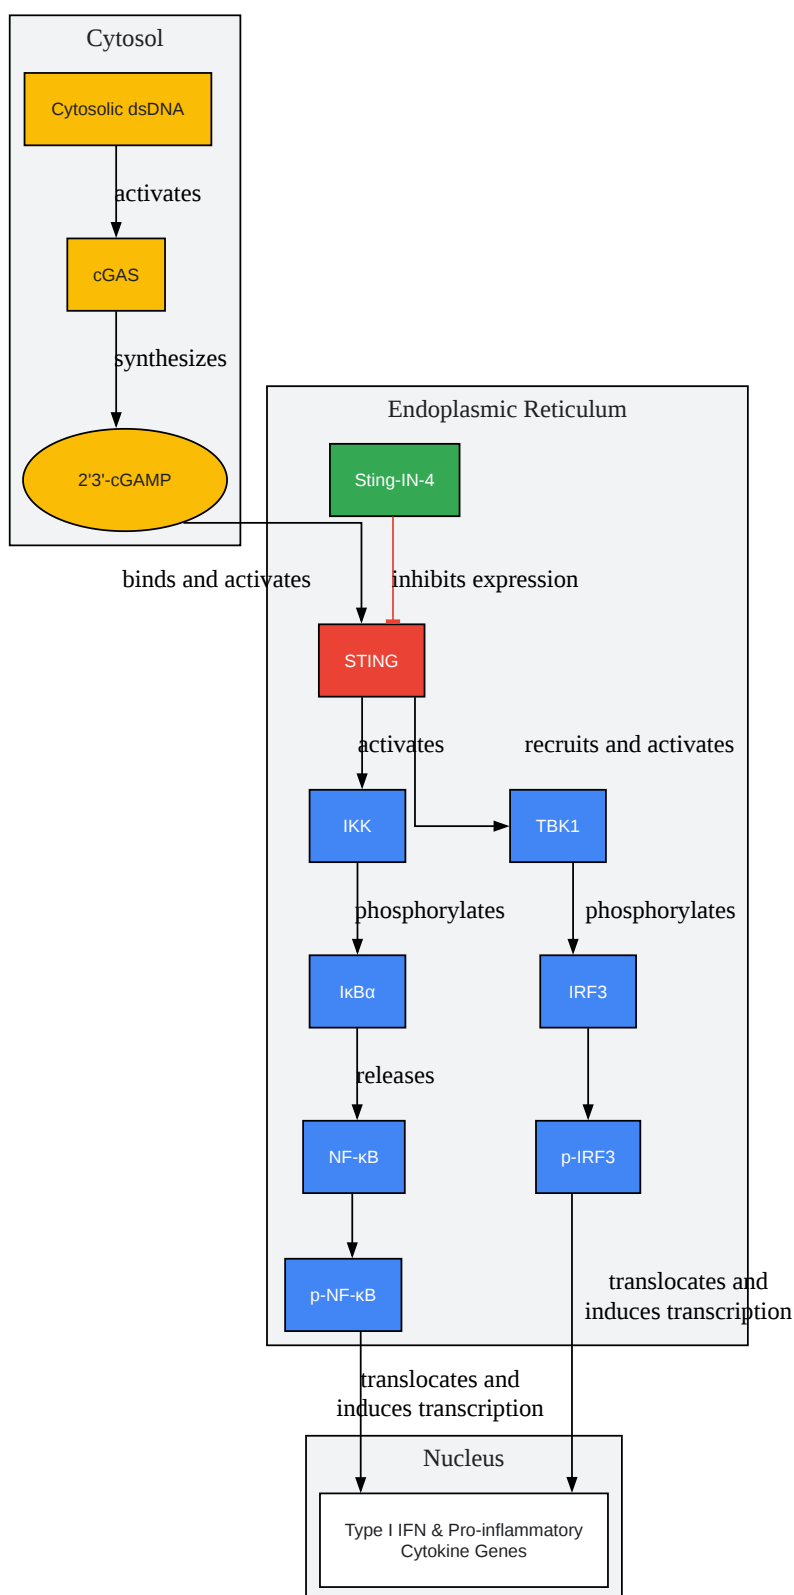 Cytosol
Cytosolic dsDNA
activates
cGAS
synthesizes
2'3'-cGAMP
Endoplasmic Reticulum
Sting-IN-4
binds and activates
inhibits expression
STING
activates
recruits and activates
IKK
TBK1
phosphorylates
phosphorylates
IκBα
IRF3
releases
NF-κB
p-IRF3
p-NF-κB
translocates and
induces transcription
translocates and
induces transcription
Nucleus
Type I IFN & Pro-inflammatory
Cytokine Genes